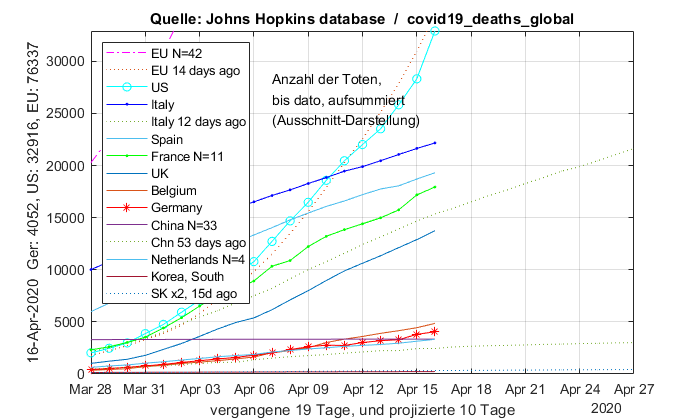 Quelle: Johns Hopkins database / covid19_deaths_global
16-Apr-2020 Ger: 4052, US: 32916, EU: 76337
30000
25000
20000
15000
10000
5000
0
EU N=42
EU 14 days ago
US
Italy
Italy 12 days ago
Spain
France N=11
UK
Belgium
Germany
China N=33
Chn 53 days ago
Netherlands N=4
Korea, South
SK x2, 15d ago
Anzahl der Toten,
bis dato, aufsummiert
(Ausschnitt-Darstellung)
Mar 28 Mar 31 Apr 03 Apr 06 Apr 09 Apr 12 Apr 15 Apr 18 Apr 21 Apr 24 Apr 27
2020
vergangene 19 Tage, und projizierte 10 Tage